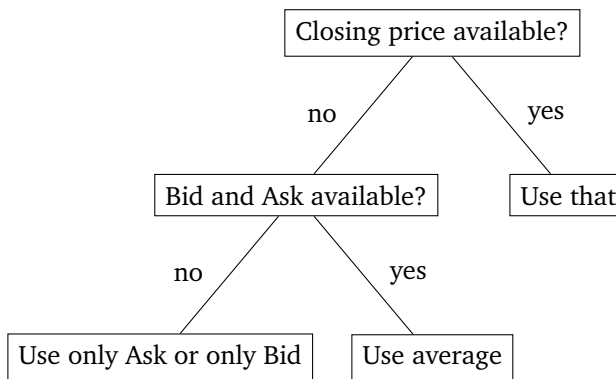 Closing price available?
no
yes
Bid and Ask available?
Use that
no
yes
Use only Ask or only Bid
Use average